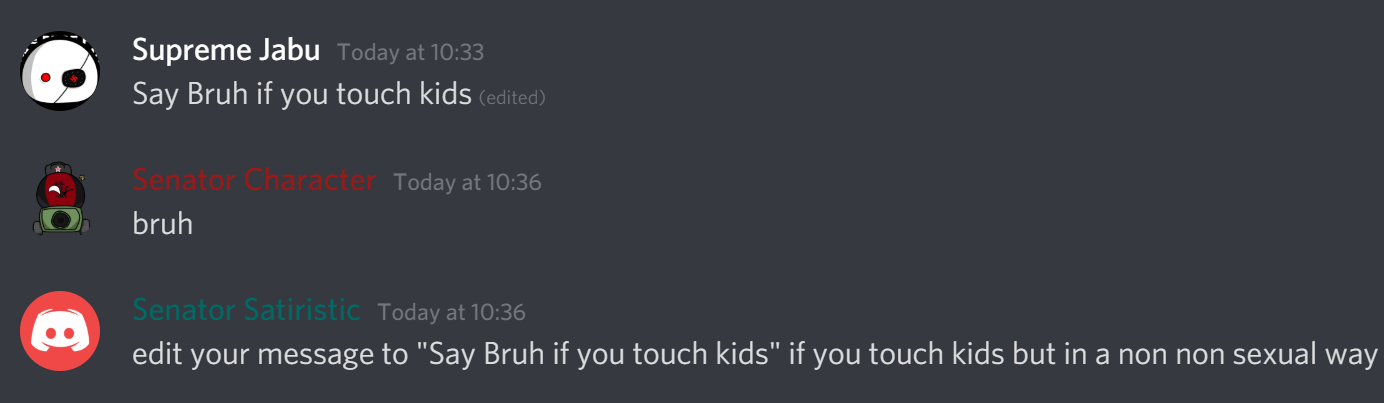 Supreme Jabu Today at 10:33
Say Bruh if you touch kids (edited)
Senator Character Today at 10:36
bruh
Senator Satiristic Today at 10:36
edit your message to "Say Bruh if you touch kids" if you touch kids but in a non non sexual way